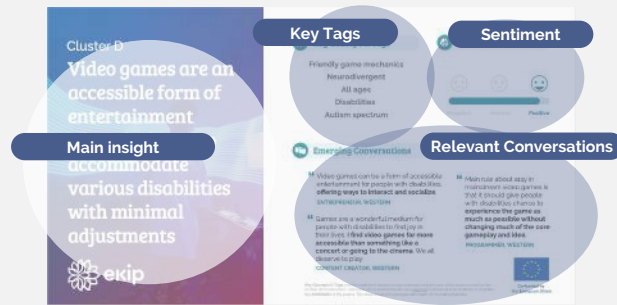 Cluster D
Video games are an
accessible form of
entertainment
Main insight
accommodate
various disabilities
with minimal
adjustments
ekip
Key Tags
Friendly game mechanics
Neurodivergent
All ages
Disabilities
Autism spectrum
Sentiment
Positive
Relevant Conversations
Emerging Conversations
Video games can be a form of accessible
entertainment for people with disabilities,
offering ways to interact and socialize.
ENTREPRENEUR, WESTERN
Games are a wonderful medium for
people with disabilities to find joy in
their lives. I find video games far more
accessible than something like a
concert or going to the cinema. We all
deserve to play.
CONTENT CREATOR, WESTERN
Main rule about a11y in
mainstream video games is
that it should give people
with disabilities chance to
experience the game as
much as possible without
changing much of the core
gameplay and idea.
PROGRAMMER, WESTERN